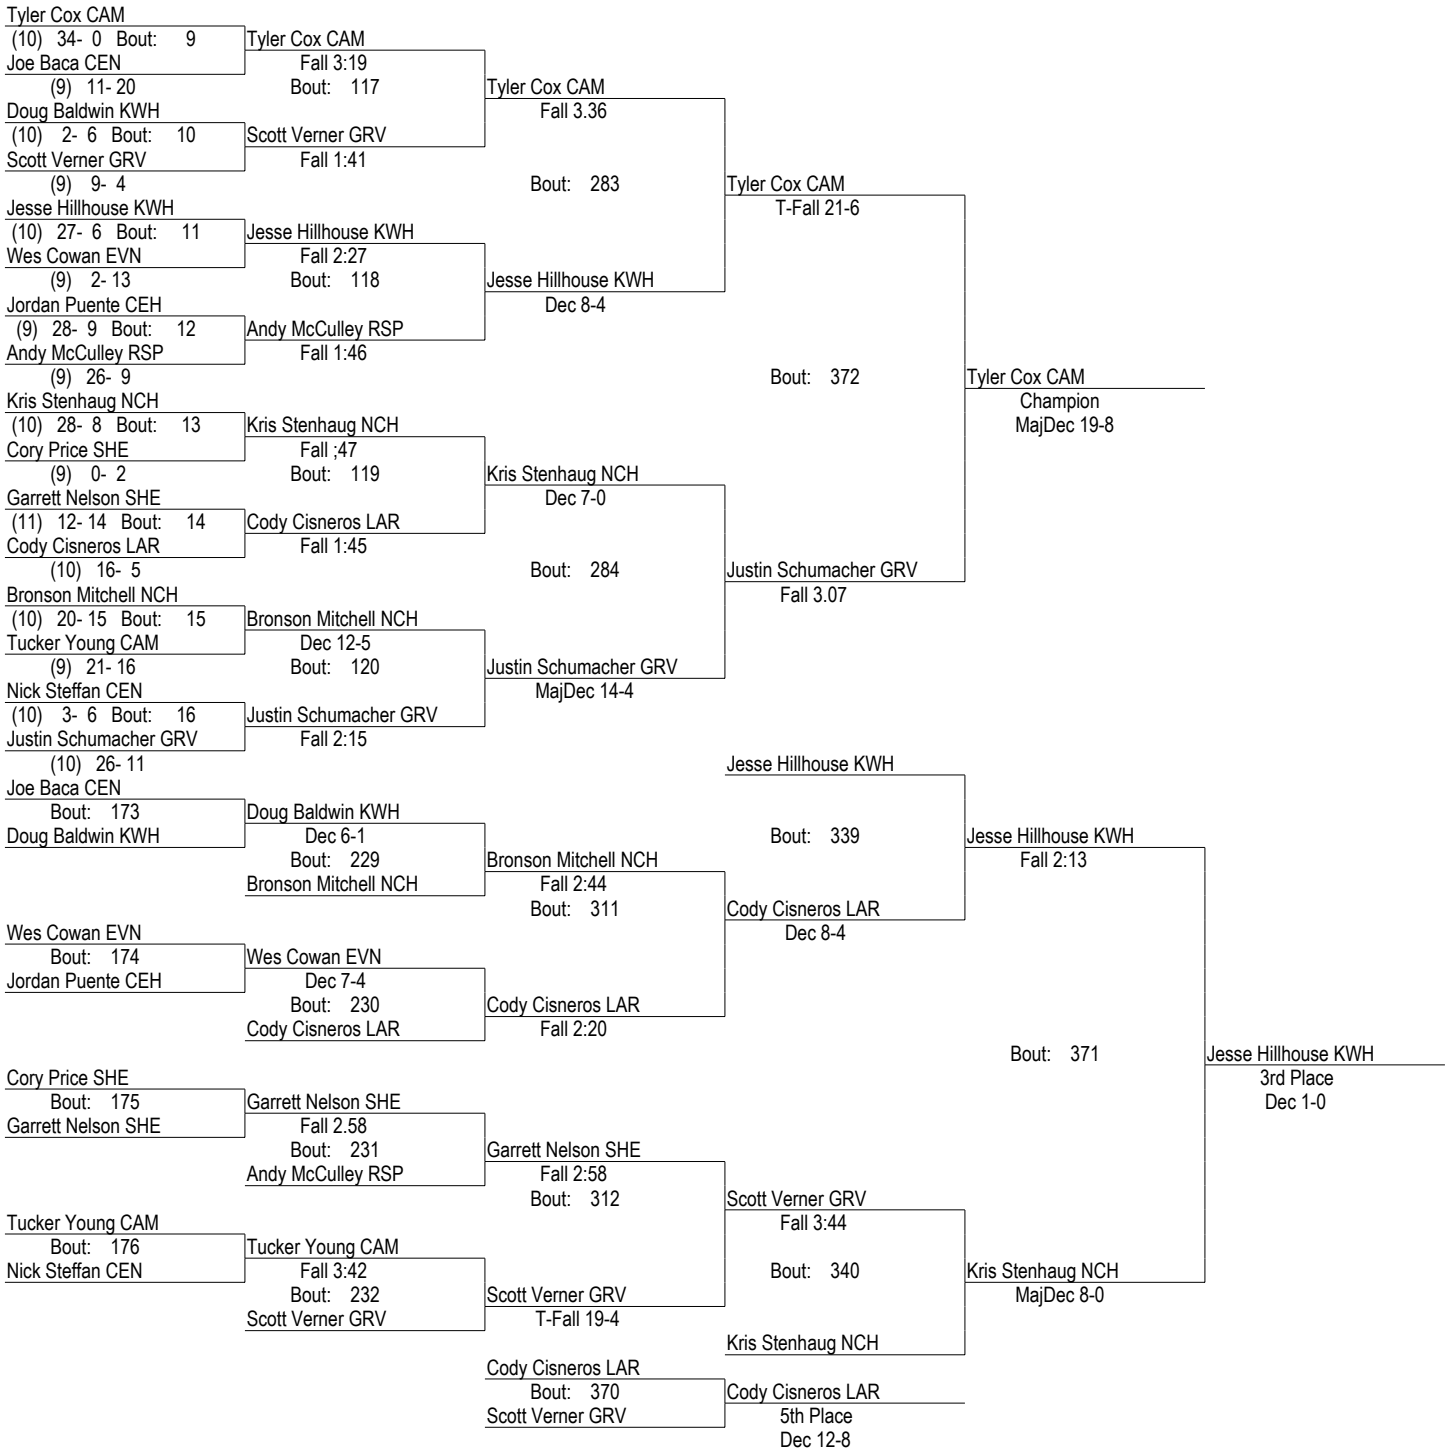 Tyler Cox CAM
(10) 34- 0 Bout: 9 Tyler Cox CAM
Joe Baca CEN Fall 3:19
(9) 11- 20 Bout: 117 Tyler Cox CAM
Doug Baldwin KWH Fall 3.36
(10) 2- 6 Bout: 10 Scott Verner GRV
Scott Verner GRV Fall 1:41
(9) 9- 4 Bout: 283 Tyler Cox CAM
Jesse Hillhouse KWH T-Fall 21-6
(10) 27- 6 Bout: 11 Jesse Hillhouse KWH
Wes Cowan EVN Fall 2:27
(9) 2- 13 Bout: 118 Jesse Hillhouse KWH
Jordan Puente CEH Dec 8-4
(9) 28- 9 Bout: 12 Andy McCulley RSP
Andy McCulley RSP Fall 1:46
(9) 26- 9 Bout: 372 Tyler Cox CAM
Kris Stenhaug NCH Champion
(10) 28- 8 Bout: 13 Kris Stenhaug NCH MajDec 19-8
Cory Price SHE Fall ;47
(9) 0- 2 Bout: 119 Kris Stenhaug NCH
Garrett Nelson SHE Dec 7-0
(11) 12- 14 Bout: 14 Cody Cisneros LAR
Cody Cisneros LAR Fall 1:45
(10) 16- 5 Bout: 284 Justin Schumacher GRV
Bronson Mitchell NCH Fall 3.07
(10) 20- 15 Bout: 15 Bronson Mitchell NCH
Tucker Young CAM Dec 12-5
(9) 21- 16 Bout: 120 Justin Schumacher GRV
Nick Steffan CEN MajDec 14-4
(10) 3- 6 Bout: 16 Justin Schumacher GRV
Justin Schumacher GRV Fall 2:15
(10) 26- 11 Jesse Hillhouse KWH
Joe Baca CEN
Bout: 173 Doug Baldwin KWH
Doug Baldwin KWH Dec 6-1 Bout: 339 Jesse Hillhouse KWH
Bout: 229 Bronson Mitchell NCH Fall 2:13
Bronson Mitchell NCH Fall 2:44
Bout: 311 Cody Cisneros LAR
Wes Cowan EVN Dec 8-4
Bout: 174 Wes Cowan EVN
Jordan Puente CEH Dec 7-4
Bout: 230 Cody Cisneros LAR
Cody Cisneros LAR Fall 2:20
Bout: 371 Jesse Hillhouse KWH
Cory Price SHE 3rd Place
Bout: 175 Garrett Nelson SHE Dec 1-0
Garrett Nelson SHE Fall 2.58
Bout: 231 Garrett Nelson SHE
Andy McCulley RSP Fall 2:58
Bout: 312 Scott Verner GRV
Tucker Young CAM Fall 3:44
Bout: 176 Tucker Young CAM
Nick Steffan CEN Fall 3:42 Bout: 340 Kris Stenhaug NCH
Bout: 232 Scott Verner GRV MajDec 8-0
Scott Verner GRV T-Fall 19-4
Kris Stenhaug NCH
Cody Cisneros LAR
Bout: 370 Cody Cisneros LAR
Scott Verner GRV 5th Place
Dec 12-8